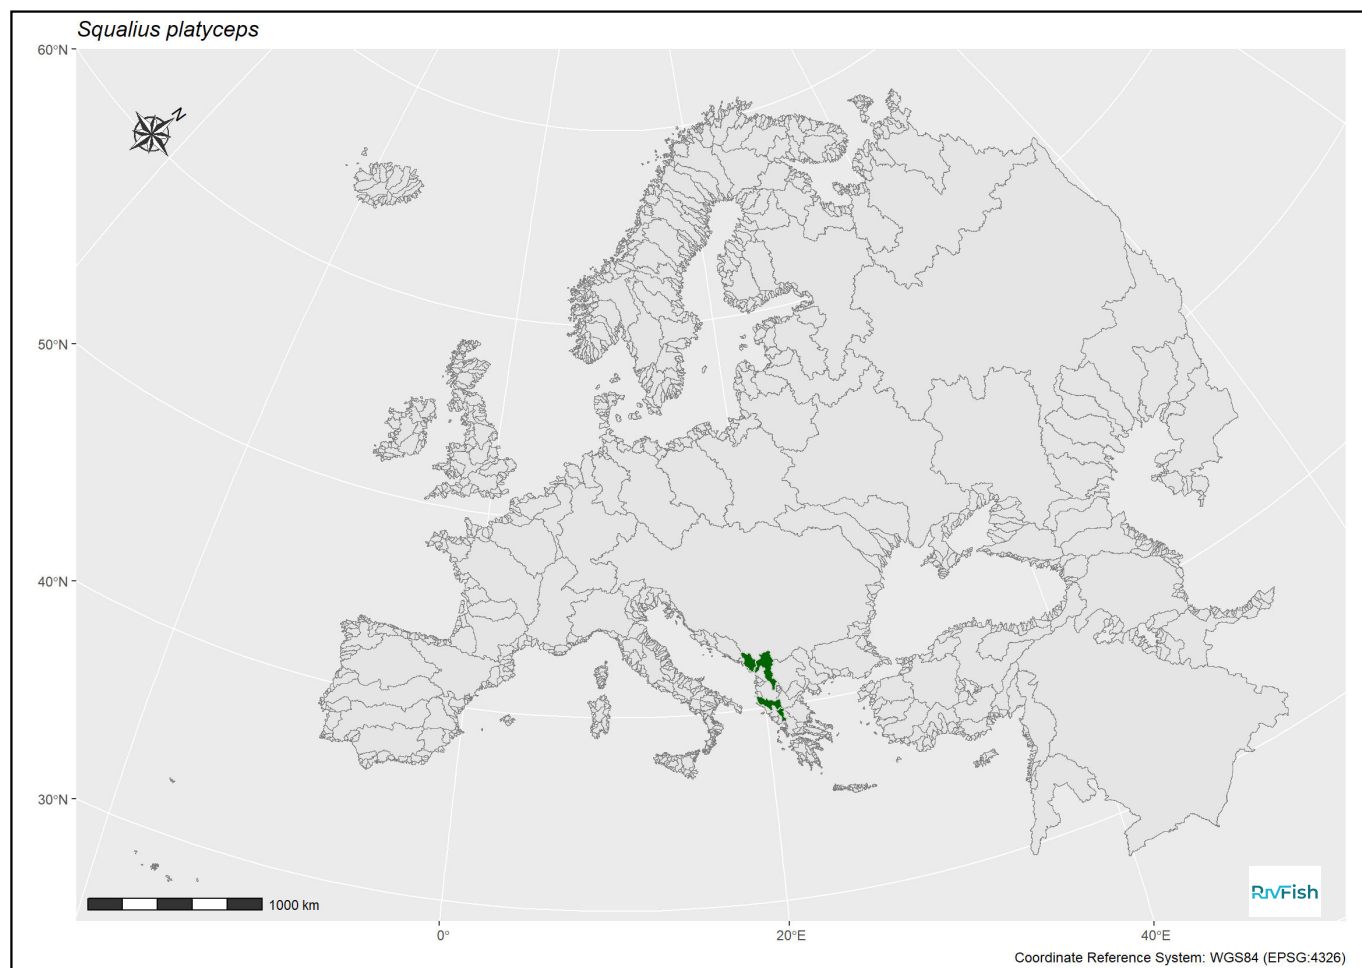 Squalius platyceps
60°N
N
50°N
40°N
30°N
1000 km
RivFish
0°
20°E
40°E
Coordinate Reference System: WGS84 (EPSG:4326)